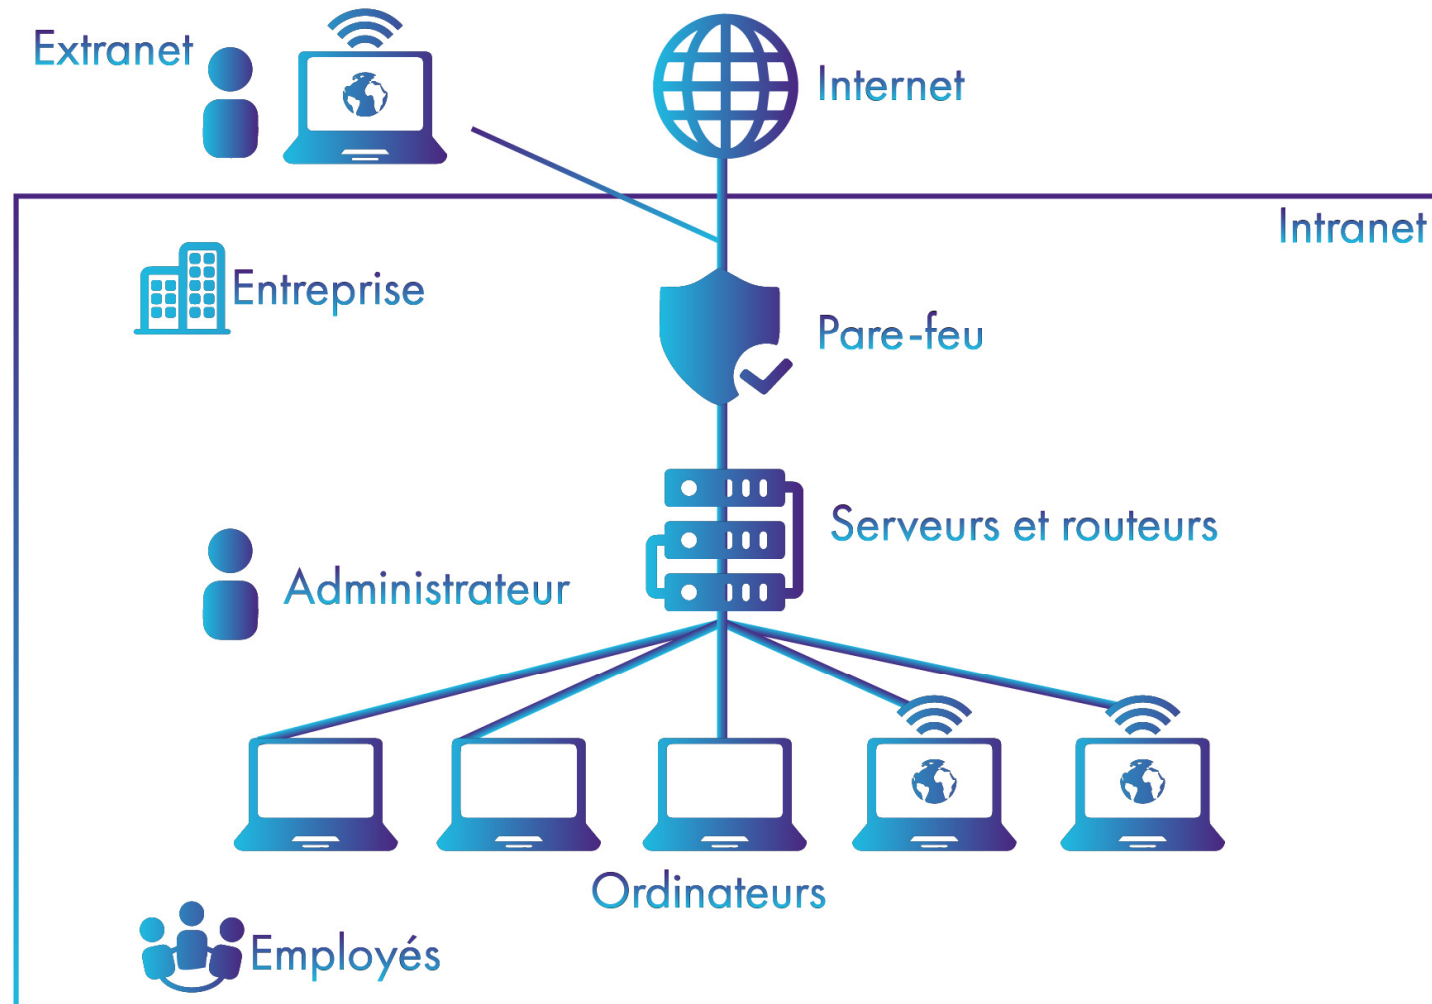 Extranet
Internet
Intranet
Entreprise
Pare-feu
Serveurs et routeurs
Administrateur
Ordinateurs
Employés